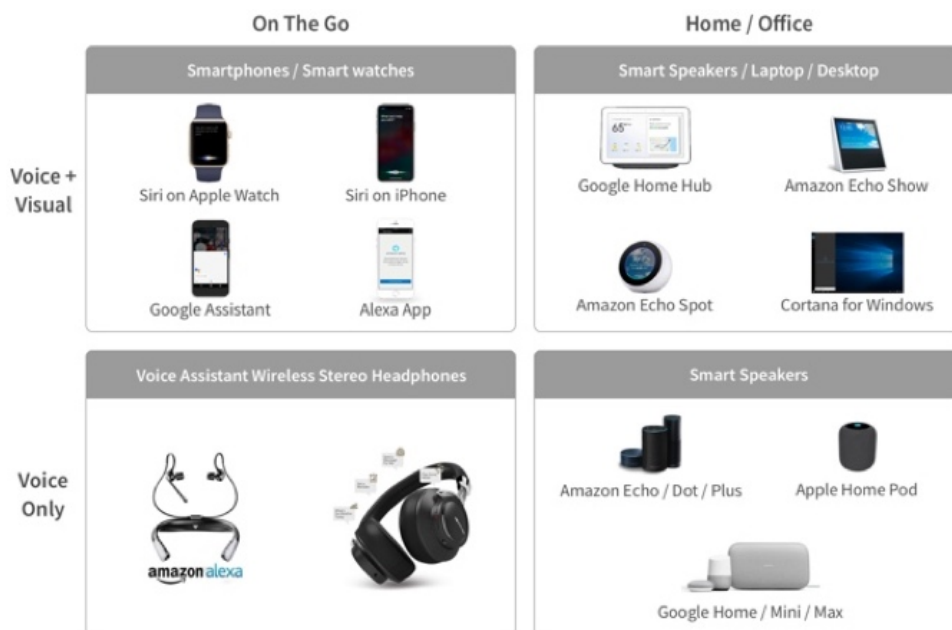 On The Go
Home / Office
Voice +
Visual
Smartphones / Smart watches
Siri on Apple Watch
Siri on iPhone
Google Assistant
Alexa App
Smart Speakers / Laptop / Desktop
65°
Google Home Hub
Amazon Echo Show
Amazon Echo Spot
Cortana for Windows
Voice
Only
Voice Assistant Wireless Stereo Headphones
amazon alexa
Smart Speakers
Amazon Echo / Dot / Plus
Apple Home Pod
Google Home / Mini / Max